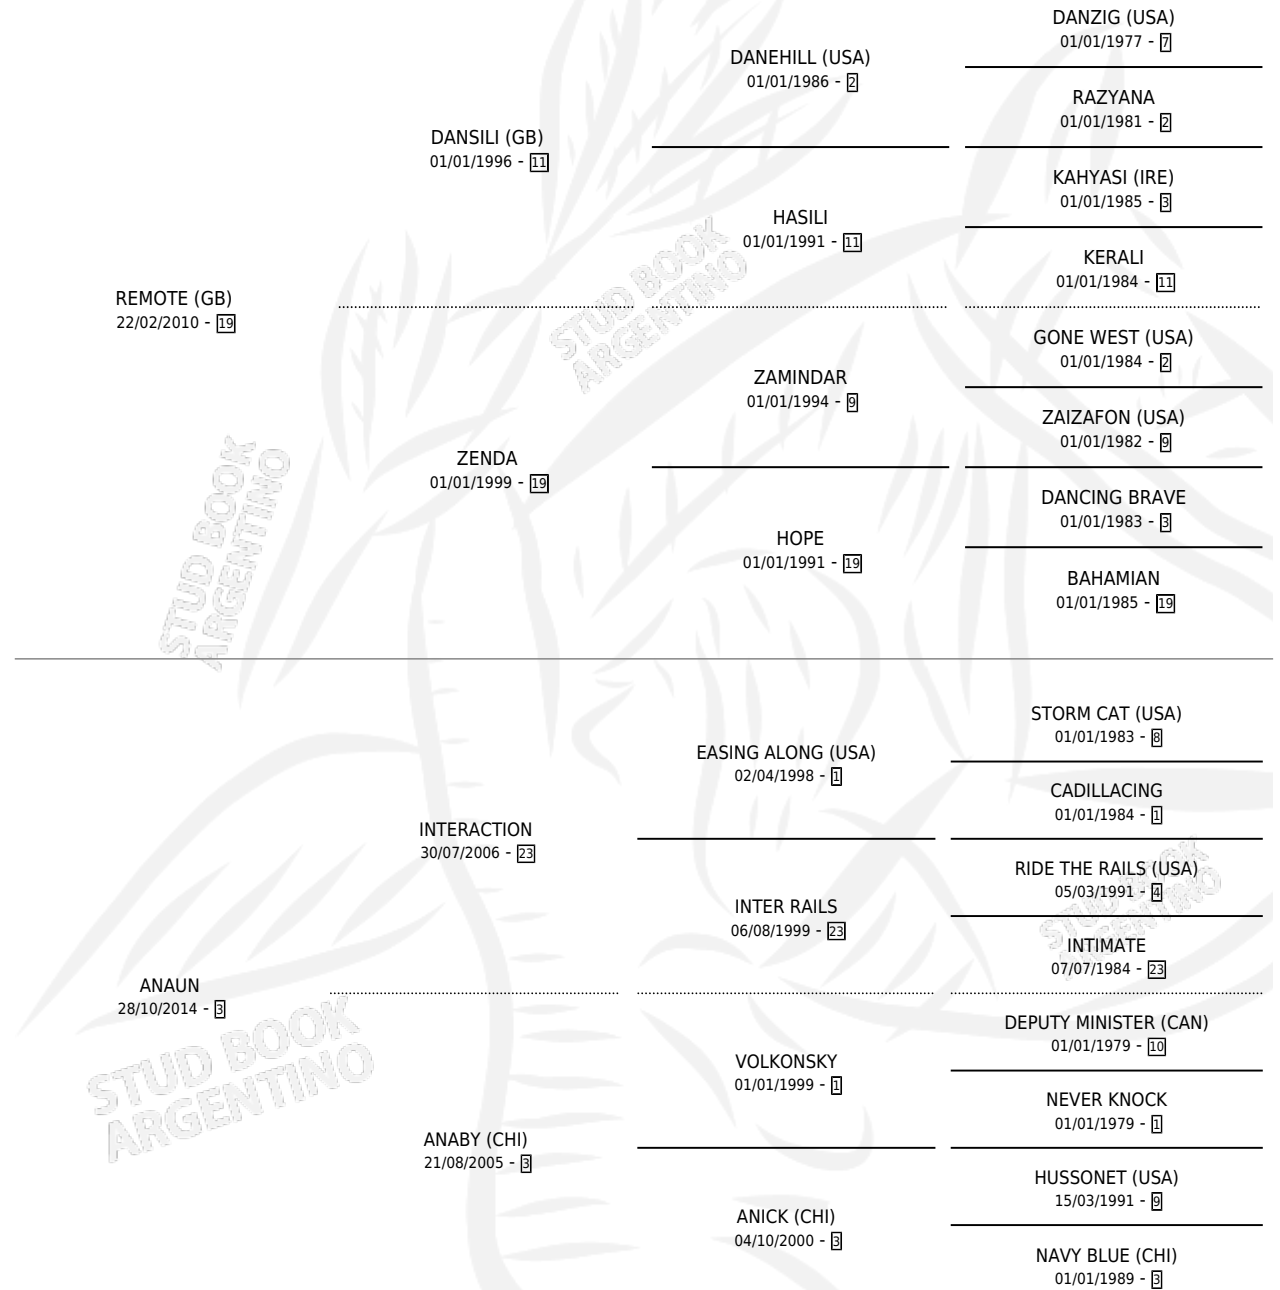 DANZIG (USA)
01/01/1977 - 7
DANEHILL (USA)
01/01/1986 - 2
RAZYANA
01/01/1981 - 2
DANSILI (GB)
01/01/1996 - 11
KAHYASI (IRE)
01/01/1985 - 3
HASILI
01/01/1991 - 11
KERALI
01/01/1984 - 11
REMOTE (GB)
22/02/2010 - 19
GONE WEST (USA)
01/01/1984 - 2
ZAMINDAR
01/01/1994 - 9
ZAIZAFON (USA)
01/01/1982 - 9
ZENDA
01/01/1999 - 19
DANCING BRAVE
01/01/1983 - 3
HOPE
01/01/1991 - 19
BAHAMIAN
01/01/1985 - 19
STORM CAT (USA)
01/01/1983 - 8
EASING ALONG (USA)
02/04/1998 - 1
CADILLACING
01/01/1984 - 1
INTERACTION
30/07/2006 - 23
RIDE THE RAILS (USA)
05/03/1991 - 4
INTER RAILS
06/08/1999 - 23
INTIMATE
07/07/1984 - 23
ANAUN
28/10/2014 - 3
DEPUTY MINISTER (CAN)
01/01/1979 - 10
VOLKONSKY
01/01/1999 - 1
NEVER KNOCK
01/01/1979 - 1
ANABY (CHI)
21/08/2005 - 3
HUSSONET (USA)
15/03/1991 - 9
ANICK (CHI)
04/10/2000 - 3
NAVY BLUE (CHI)
01/01/1989 - 3
STUD BOOK
ARGENTINO
STUD BOOK
ARGENTINO
STUD BOOK
ARGENTINO
STUD BOOK
ARGENTINO